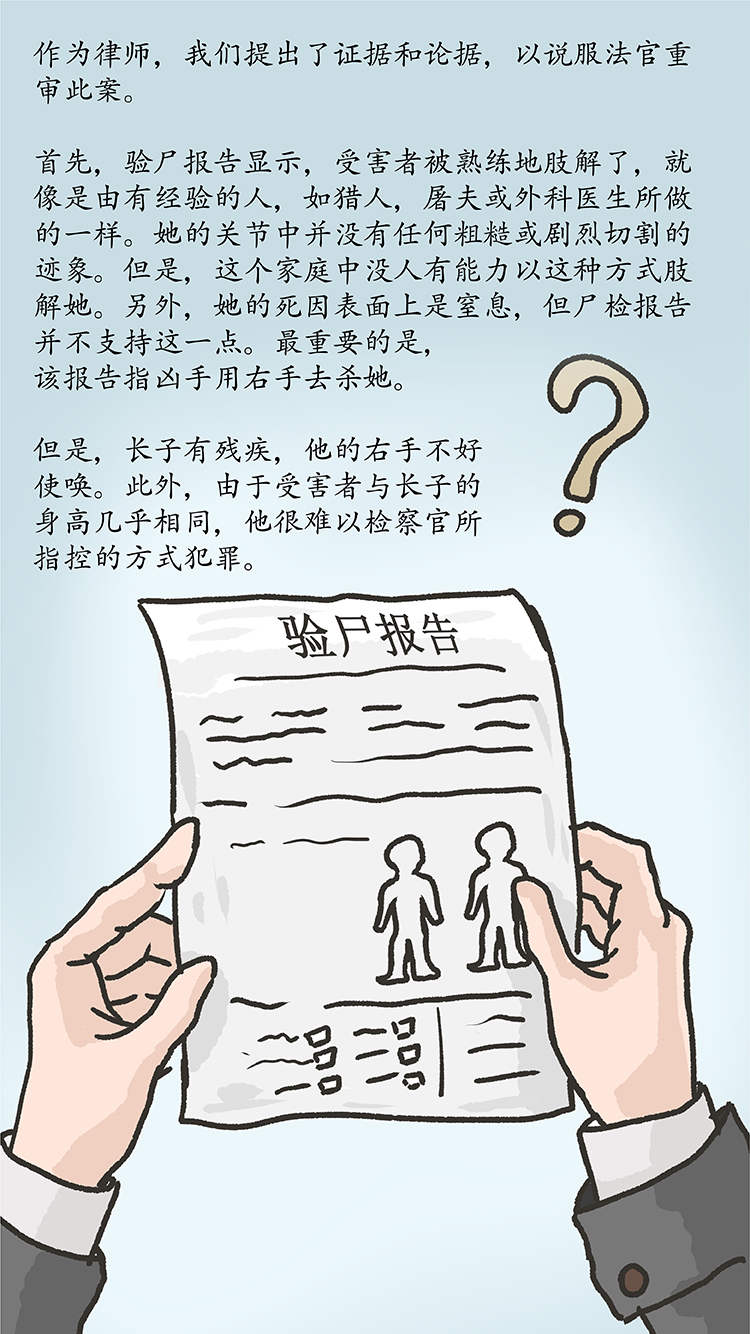 作为律师，我们提出了证据和论据，以说服法官重
审此案。
首先，验尸报告显示，受害者被熟练地肢解了，就
像是由有经验的人，如猎人，屠夫或外科医生所做
的一样。她的关节中并没有任何粗糙或剧烈切割的
迹象。但是，这个家庭中没人有能力以这种方式肢
解她。另外，她的死因表面上是窒息，但尸检报告
并不支持这一点。最重要的是，
该报告指凶手用右手去杀她。
但是，长子有残疾，他的右手不好
使唤。此外，由于受害者与长子的
身高几乎相同，他很难以检察官所
指控的方式犯罪。
验尸报告